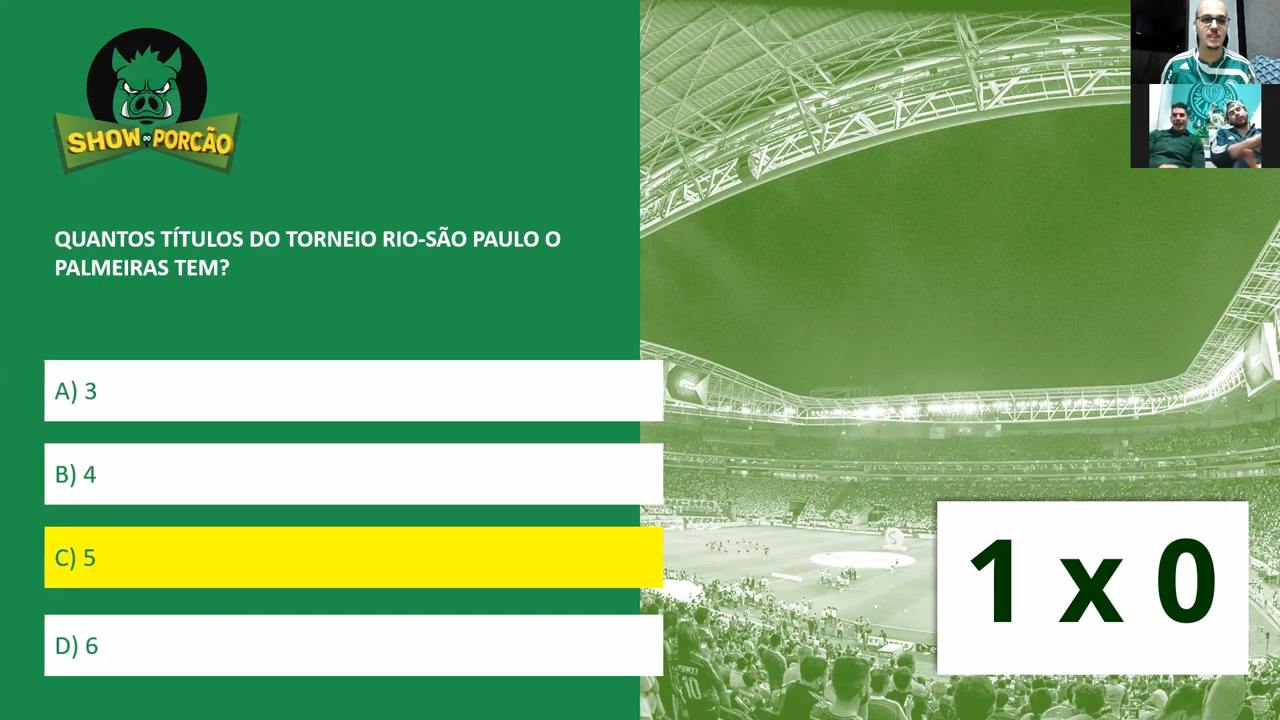 SHOW DO PORCÃO
QUANTOS TÍTULOS DO TORNEIO RIO-SÃO PAULO O
PALMEIRAS TEM?
A) 3
B) 4
C) 5
D) 6
1 x 0